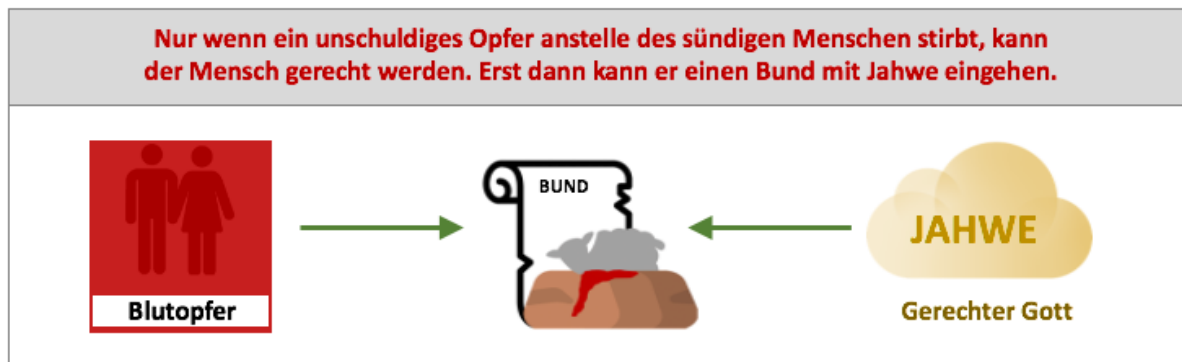 Nur wenn ein unschuldiges Opfer anstelle des sündigen Menschen stirbt, kann
der Mensch gerecht werden. Erst dann kann er einen Bund mit Jahwe eingehen.
BUND
JAHWE
Blutopfer
Gerechter Gott